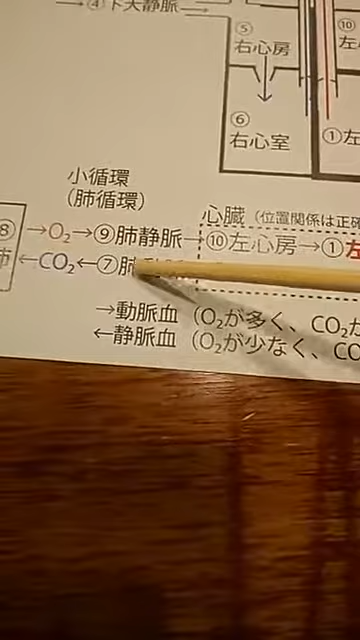 →④下大静脈→
⑤
右心房
⑩
左
⑥
右心室
①左
小循環
(肺循環)
心臓 (位置関係は正確
⑧ →O₂→⑨肺静脈→⑩左心房→①左
肺 ←CO₂←⑦肺
→動脈血 (O₂が多く、CO₂が
←静脈血 (O₂が少なく、CO